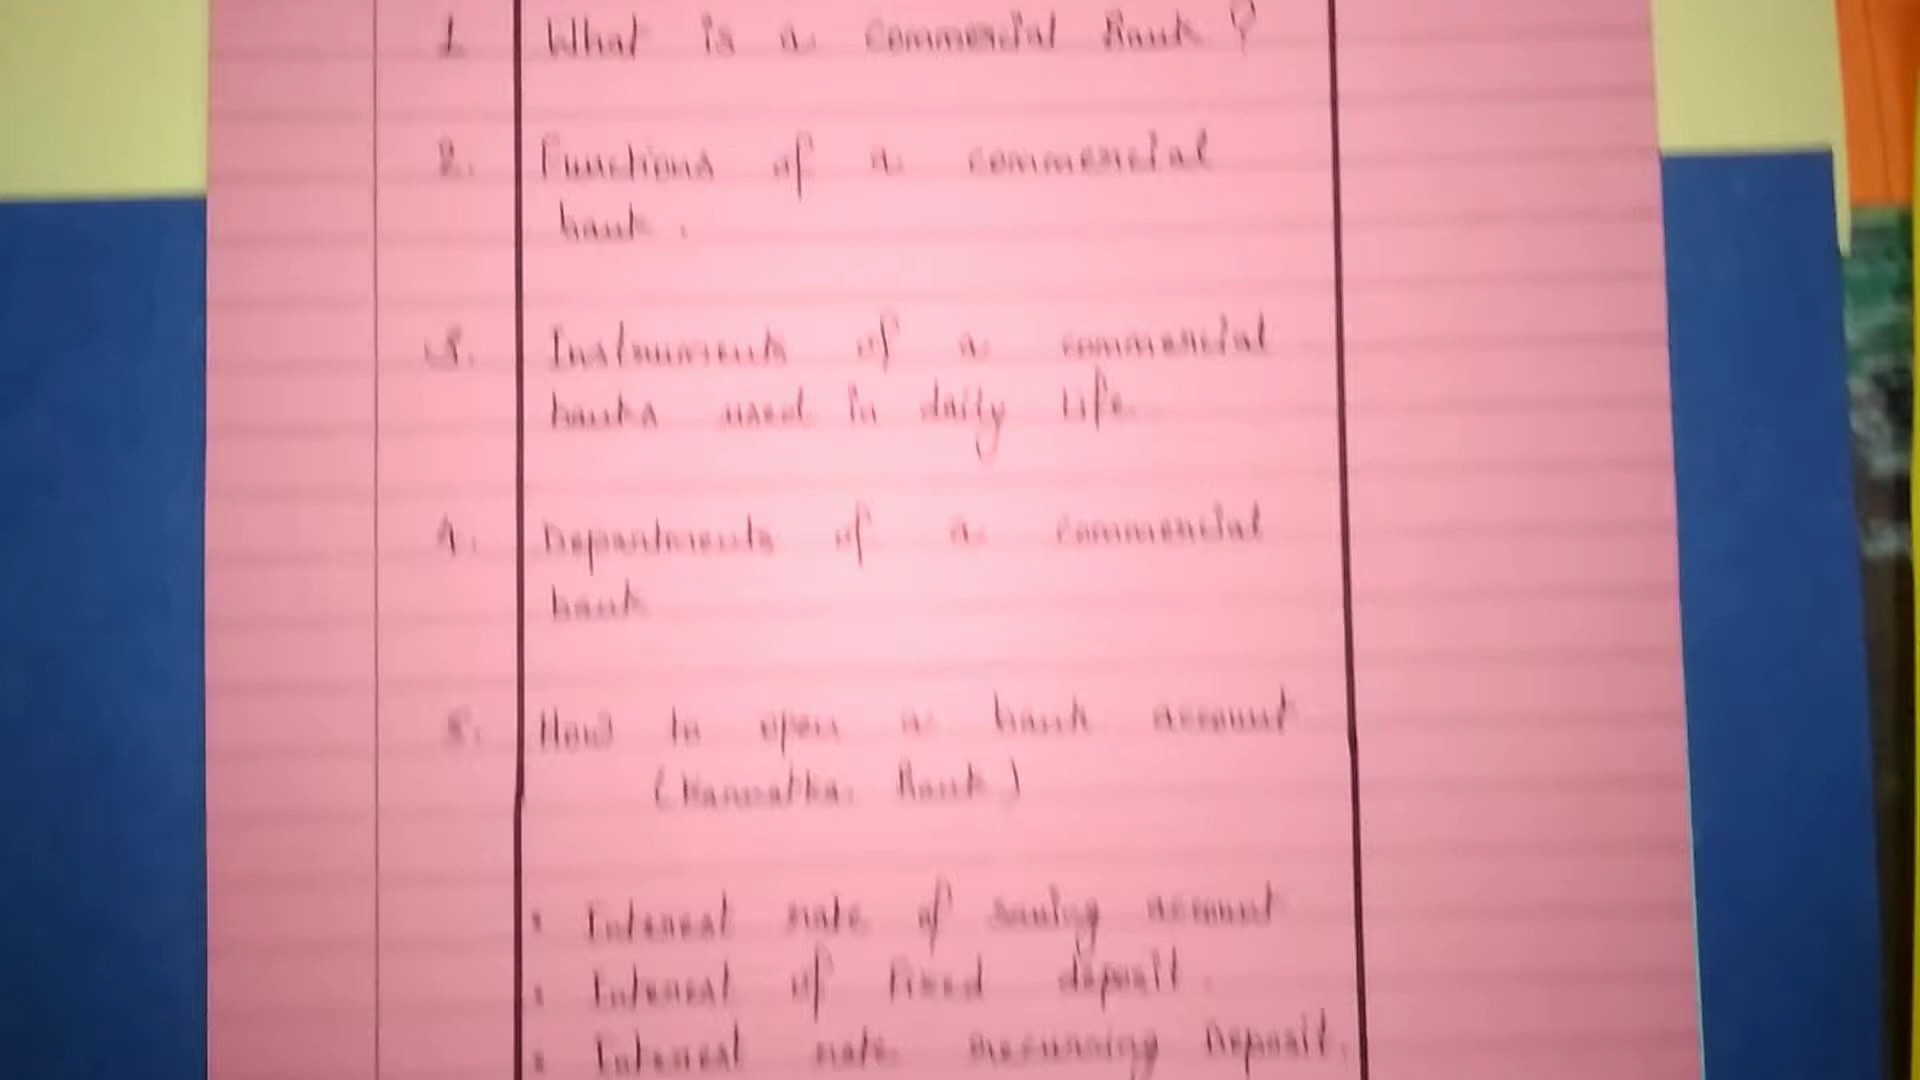 1 What is a commercial Bank?
2. Functions of a commercial
bank.
3. Instruments of a commercial
banks used in daily life
4. Departments of a commercial
bank
5. How to open a bank account
(Karnatka Bank)
• Interest rate of saving account
• Interest of Fixed deposit.
• Interest rate recurring Deposit.